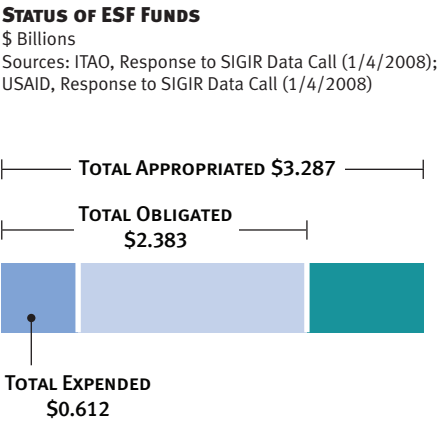 Status of ESF Funds
$ Billions
Sources: ITAO, Response to SIGIR Data Call (1/4/2008);
USAID, Response to SIGIR Data Call (1/4/2008)
Total Appropriated $3.287
Total Obligated
$2.383
Total Expended
$0.612